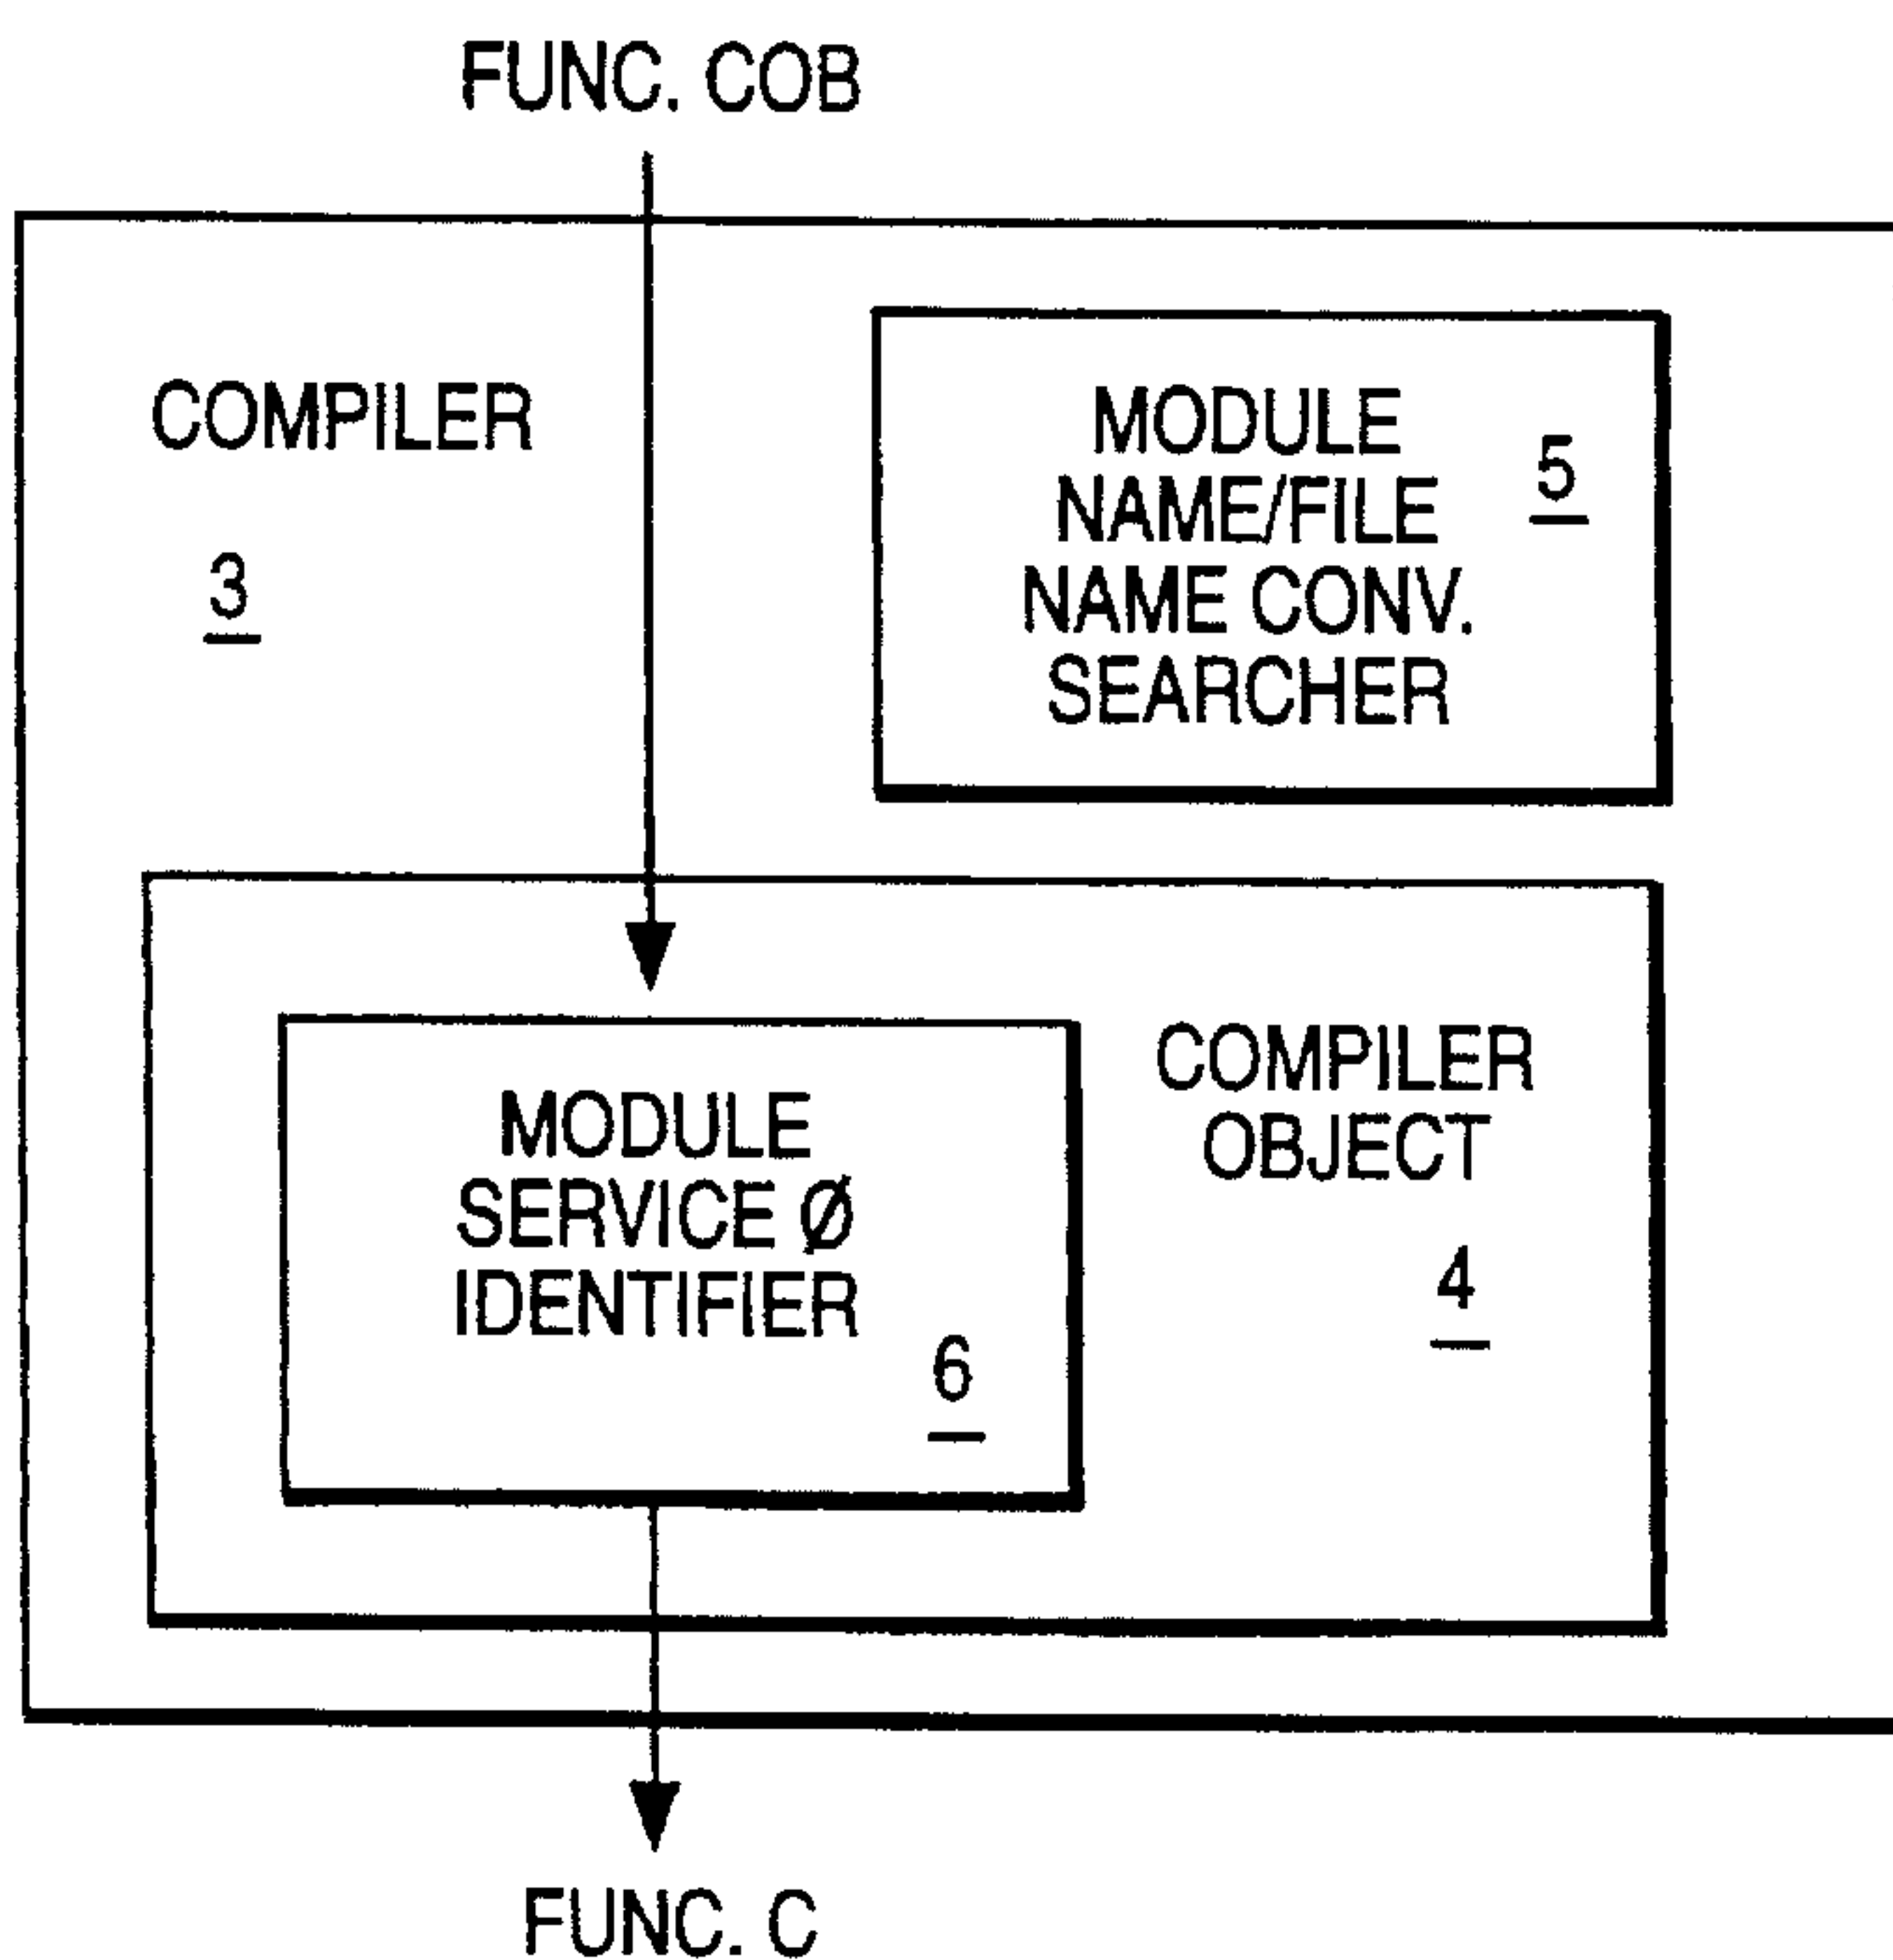 FUNC. COB
COMPILER
3
MODULE
NAME/FILE
NAME CONV.
SEARCHER
5
MODULE
SERVICE Ø
IDENTIFIER
6
COMPILER
OBJECT
4
FUNC. C